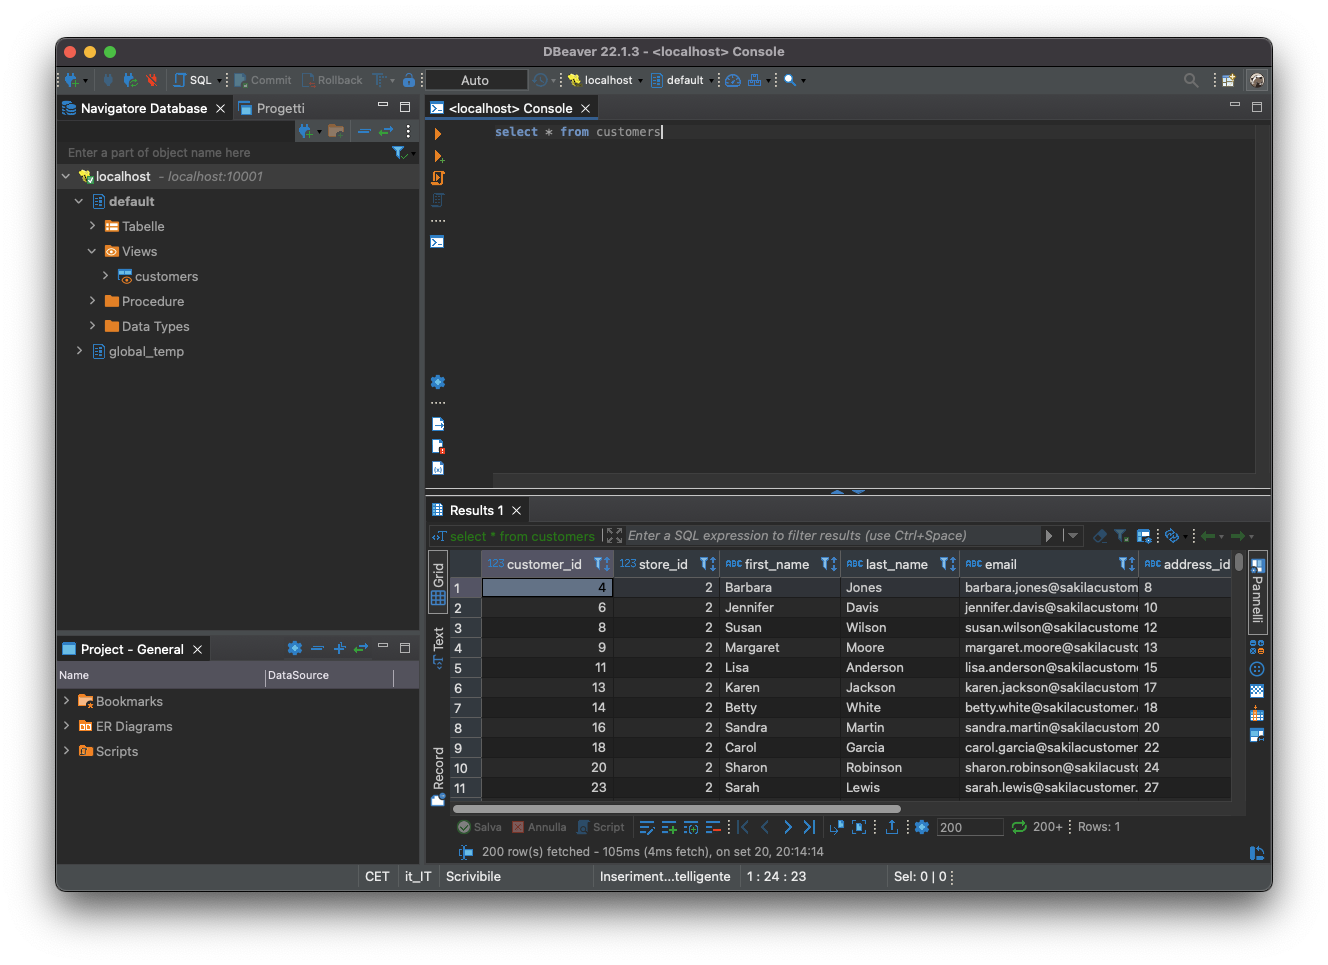 DBeaver 22.1.3 - <localhost> Console
SQL Commit Rollback Auto localhost default
Navigatore Database Progetti
<localhost> Console
select * from customers
Enter a part of object name here
localhost - localhost:10001
default
Tabelle
Views
customers
Procedure
Data Types
global_temp
Results 1
select * from customers Enter a SQL expression to filter results (use Ctrl+Space)
Grid
Text
Record
Pannelli
123 customer_id 123 store_id ABC first_name ABC last_name ABC email ABC address_id
1 4 2 Barbara Jones barbara.jones@sakilacustom 8
2 6 2 Jennifer Davis jennifer.davis@sakilacustome 10
3 8 2 Susan Wilson susan.wilson@sakilacustome 12
4 9 2 Margaret Moore margaret.moore@sakilacustom 13
5 11 2 Lisa Anderson lisa.anderson@sakilacustome 15
6 13 2 Karen Jackson karen.jackson@sakilacustom 17
7 14 2 Betty White betty.white@sakilacustomer. 18
8 16 2 Sandra Martin sandra.martin@sakilacustom 20
9 18 2 Carol Garcia carol.garcia@sakilacustomer 22
10 20 2 Sharon Robinson sharon.robinson@sakilacusto 24
11 23 2 Sarah Lewis sarah.lewis@sakilacustomer. 27
Salva Annulla Script 200 200+ Rows: 1
200 row(s) fetched - 105ms (4ms fetch), on set 20, 20:14:14
Project - General
Name DataSource
Bookmarks
ER Diagrams
Scripts
CET it_IT Scrivibile Inseriment...telligente 1 : 24 : 23 Sel: 0 | 0